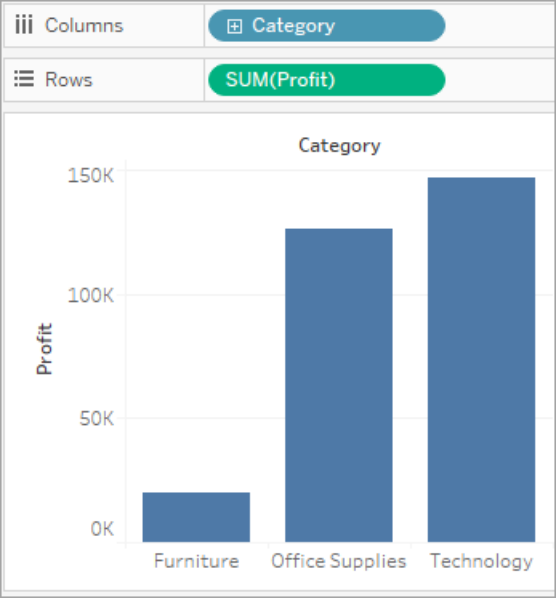 Columns
Category
Rows
SUM(Profit)
Category
150K
100K
50K
0K
Profit
Furniture Office Supplies Technology